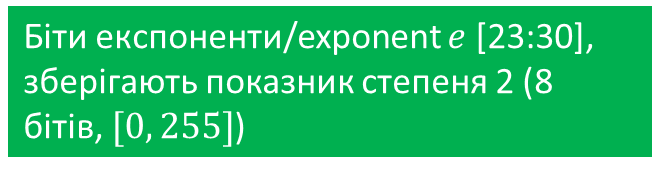 Біти експоненти/exponent e [23:30],
зберігають показник степеня 2 (8
бітів, [0, 255])